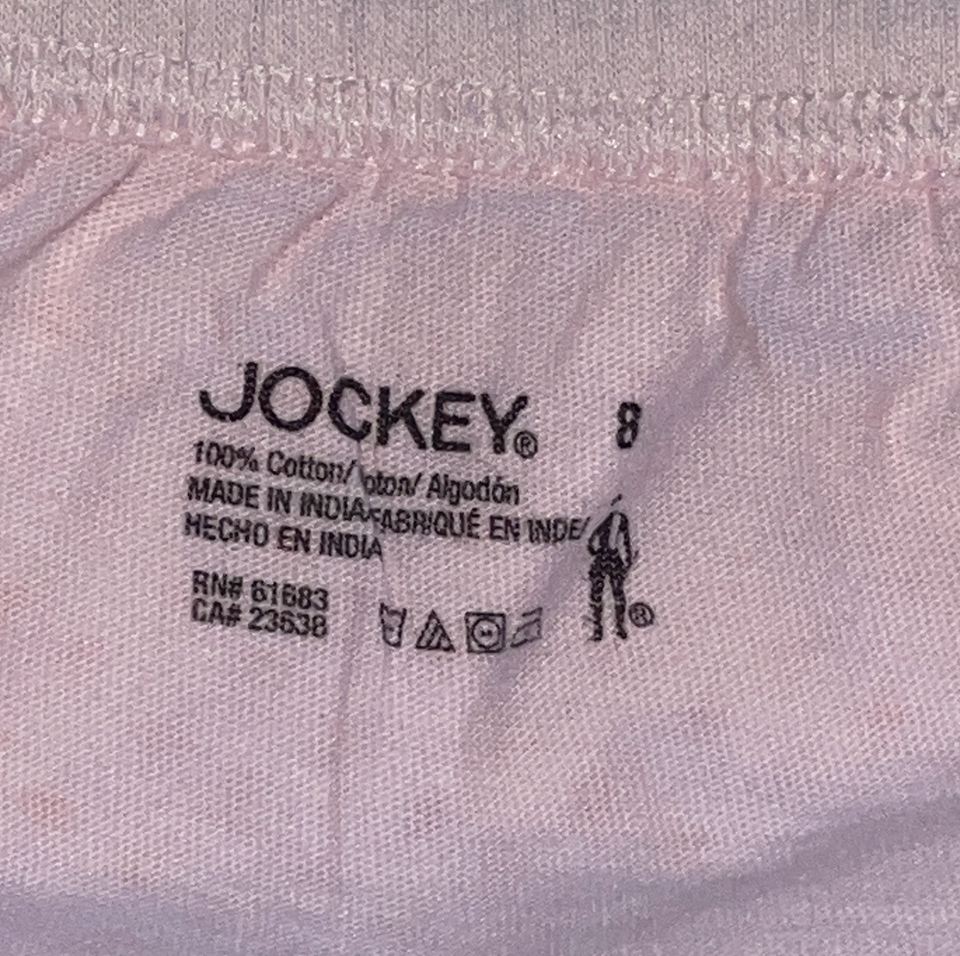 JOCKEY® 8
100% Cotton/ oton/ Algodón
MADE IN INDIA/FABRIQUÉ EN INDE/
HECHO EN INDIA
RN# 61683
CA# 23638
®